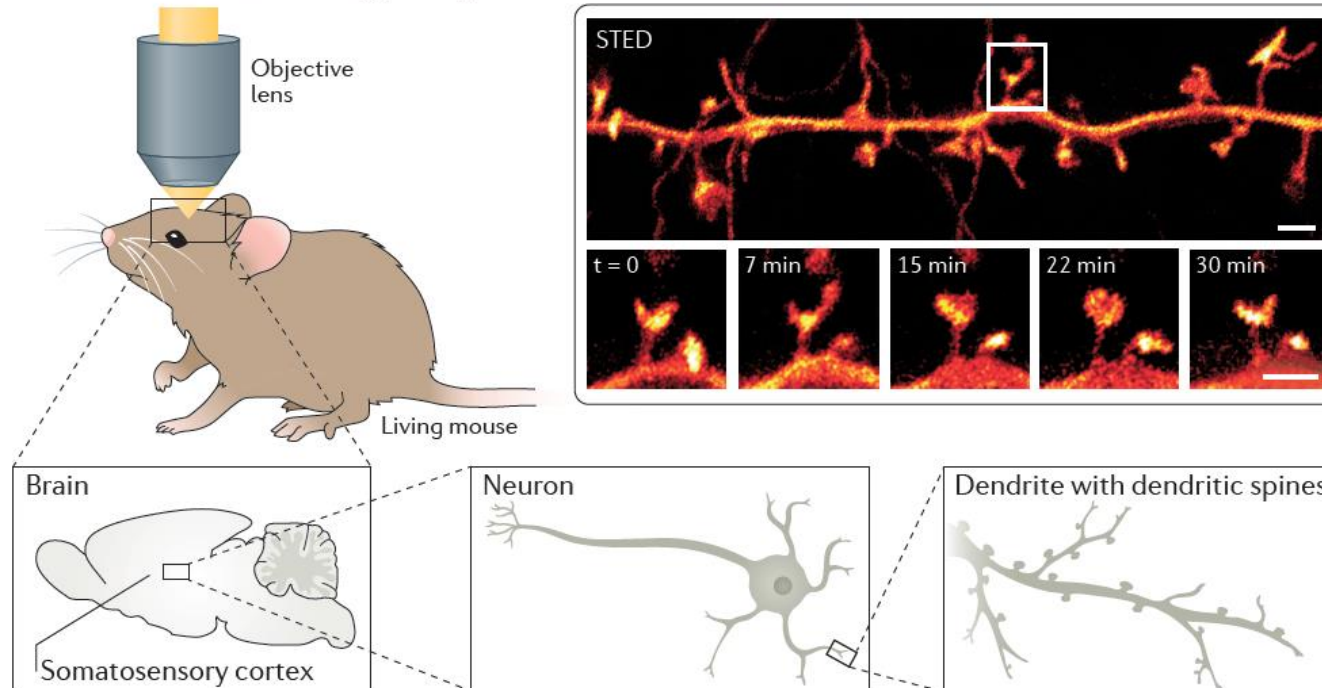 Objective
lens
STED
t = 0
7 min
15 min
22 min
30 min
Living mouse
Brain
Neuron
Dendrite with dendritic spines
Somatosensory cortex